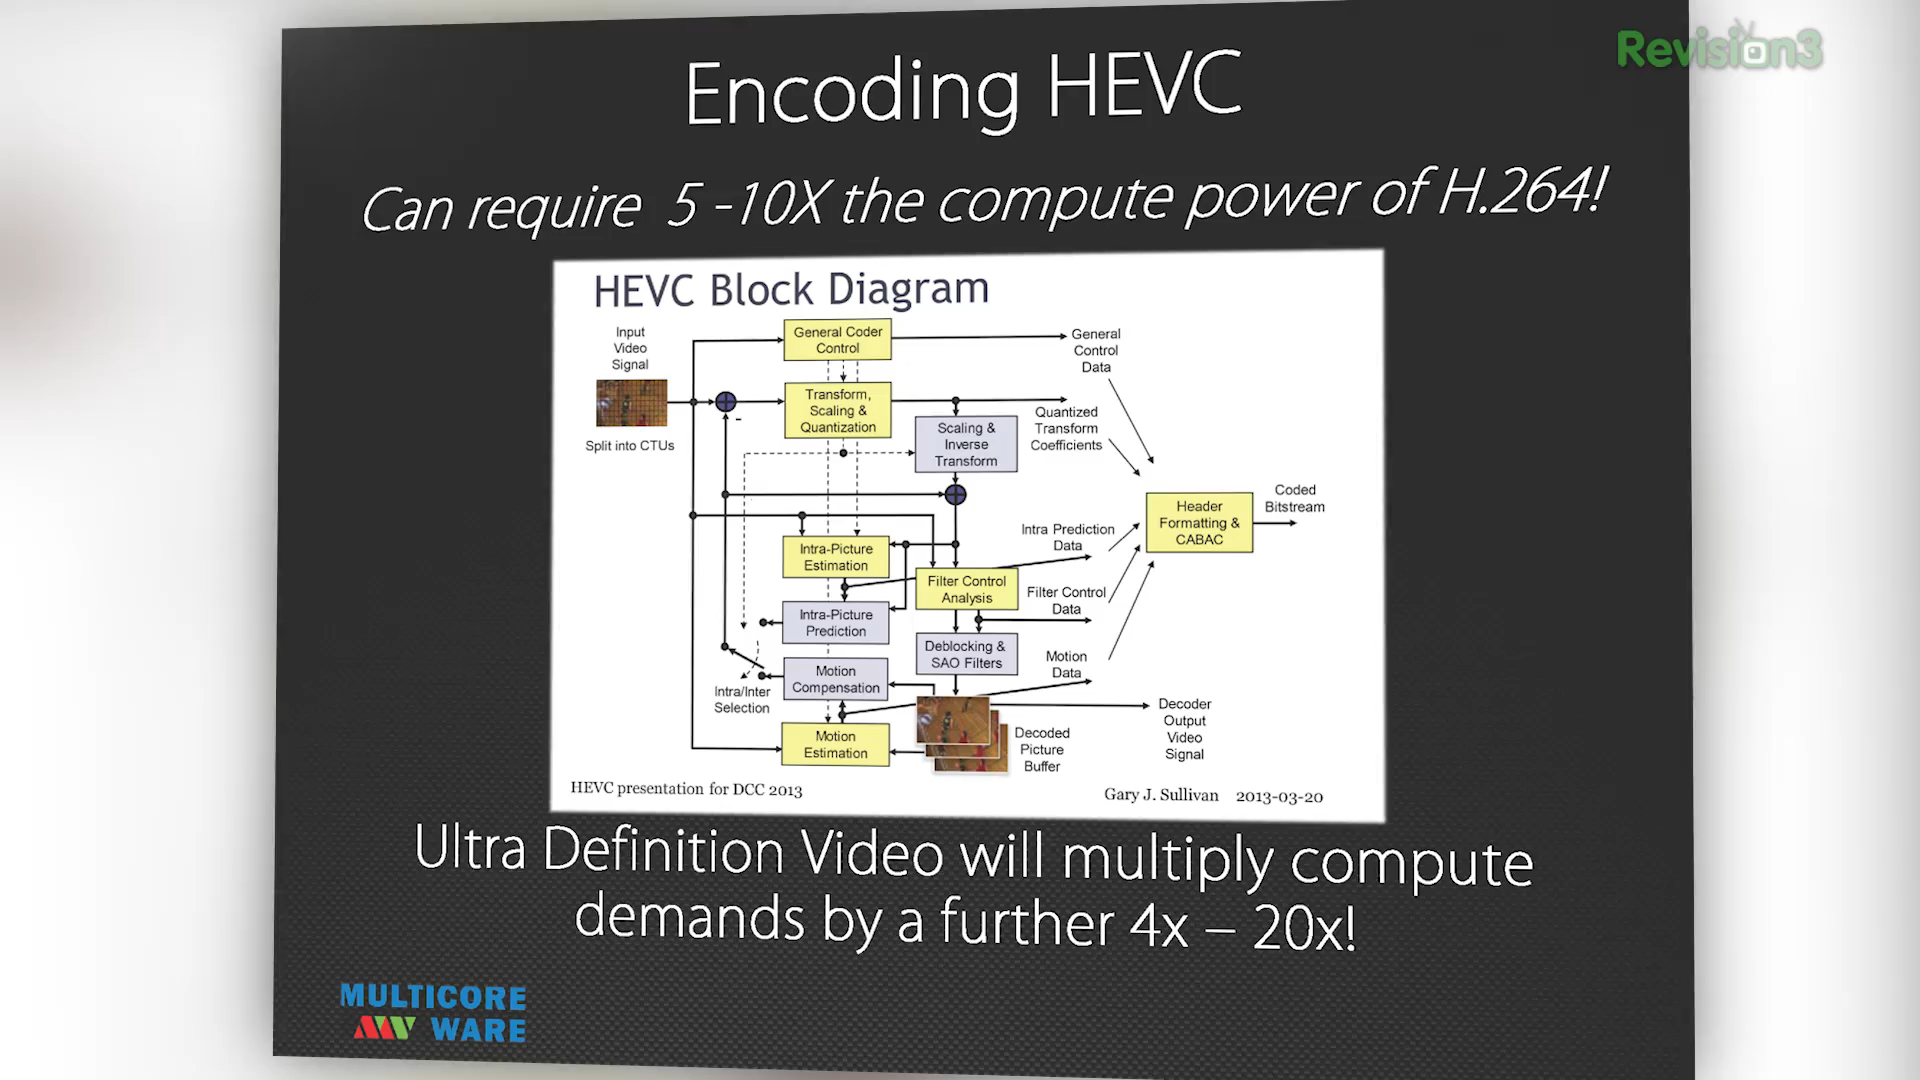 Revision3
Encoding HEVC
Can require 5 -10X the compute power of H.264!
HEVC Block Diagram
Input
Video
Signal
Split into CTUs
General Coder
Control
Transform,
Scaling &
Quantization
Scaling &
Inverse
Transform
General
Control
Data
Quantized
Transform
Coefficients
-
Intra-Picture
Estimation
Intra-Picture
Prediction
Motion
Compensation
Motion
Estimation
Intra/Inter
Selection
Filter Control
Analysis
Deblocking &
SAO Filters
Intra Prediction
Data
Filter Control
Data
Motion
Data
Header
Formatting &
CABAC
Coded
Bitstream
Decoder
Output
Video
Signal
Decoded
Picture
Buffer
HEVC presentation for DCC 2013
Gary J. Sullivan 2013-03-20
Ultra Definition Video will multiply compute
demands by a further 4x – 20x!
MULTICORE
WARE